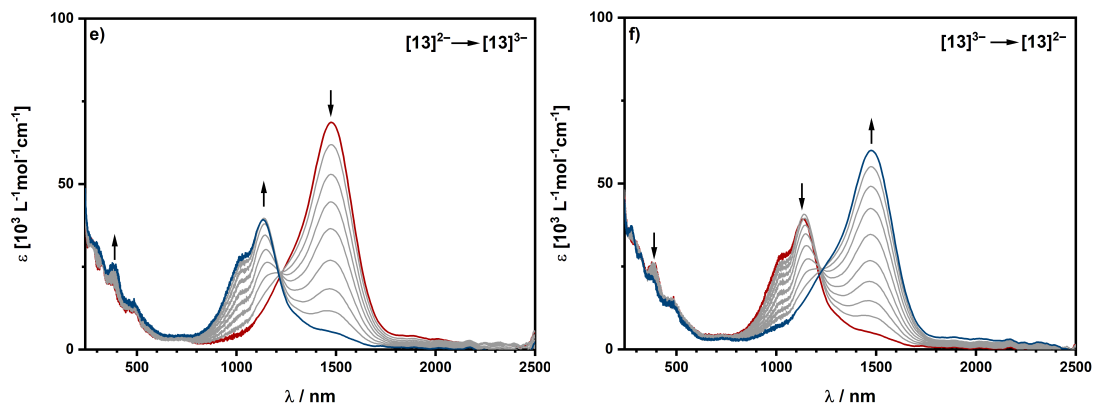 e)
[13]²⁻ → [13]³⁻
100
50
0
ε [10³ L⁻¹mol⁻¹cm⁻¹]
500 1000 1500 2000 2500
λ / nm
f)
[13]³⁻ → [13]²⁻
100
50
0
ε [10³ L⁻¹mol⁻¹cm⁻¹]
500 1000 1500 2000 2500
λ / nm